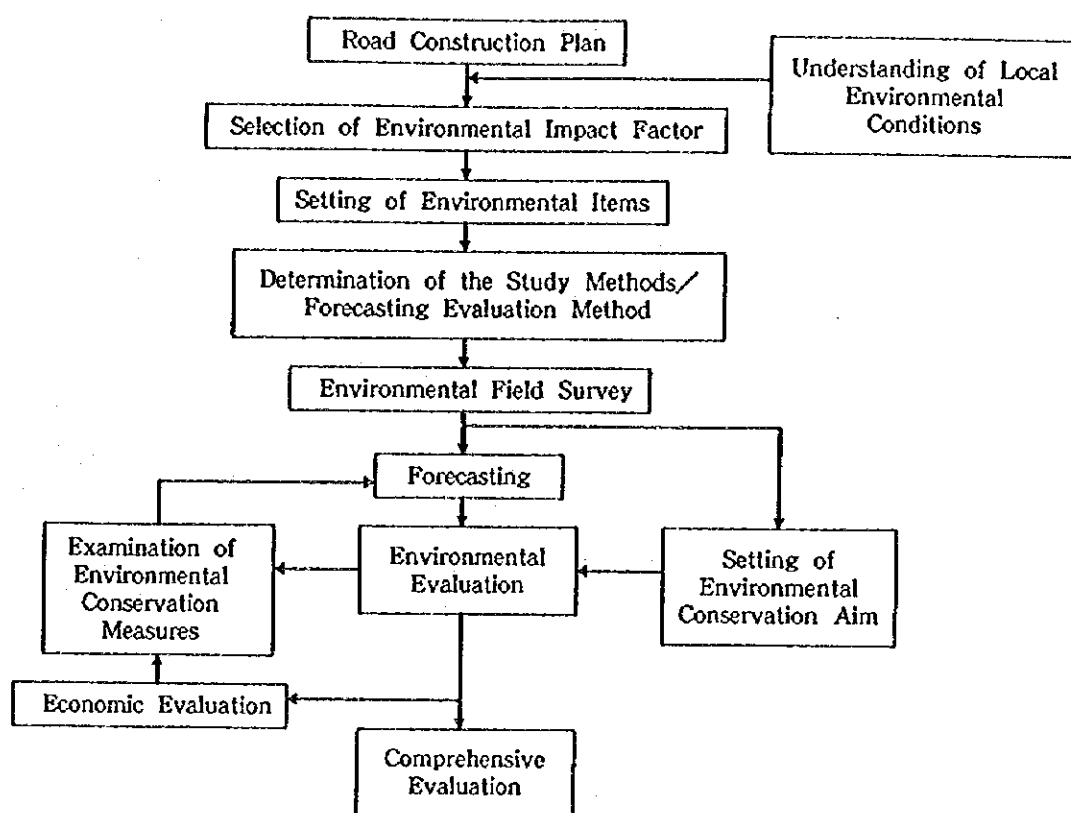 Road Construction Plan
Understanding of Local
Environmental
Conditions
Selection of Environmental Impact Factor
Setting of Environmental Items
Determination of the Study Methods/
Forecasting Evaluation Method
Environmental Field Survey
Forecasting
Examination of
Environmental
Conservation
Measures
Environmental
Evaluation
Setting of
Environmental
Conservation Aim
Economic Evaluation
Comprehensive
Evaluation